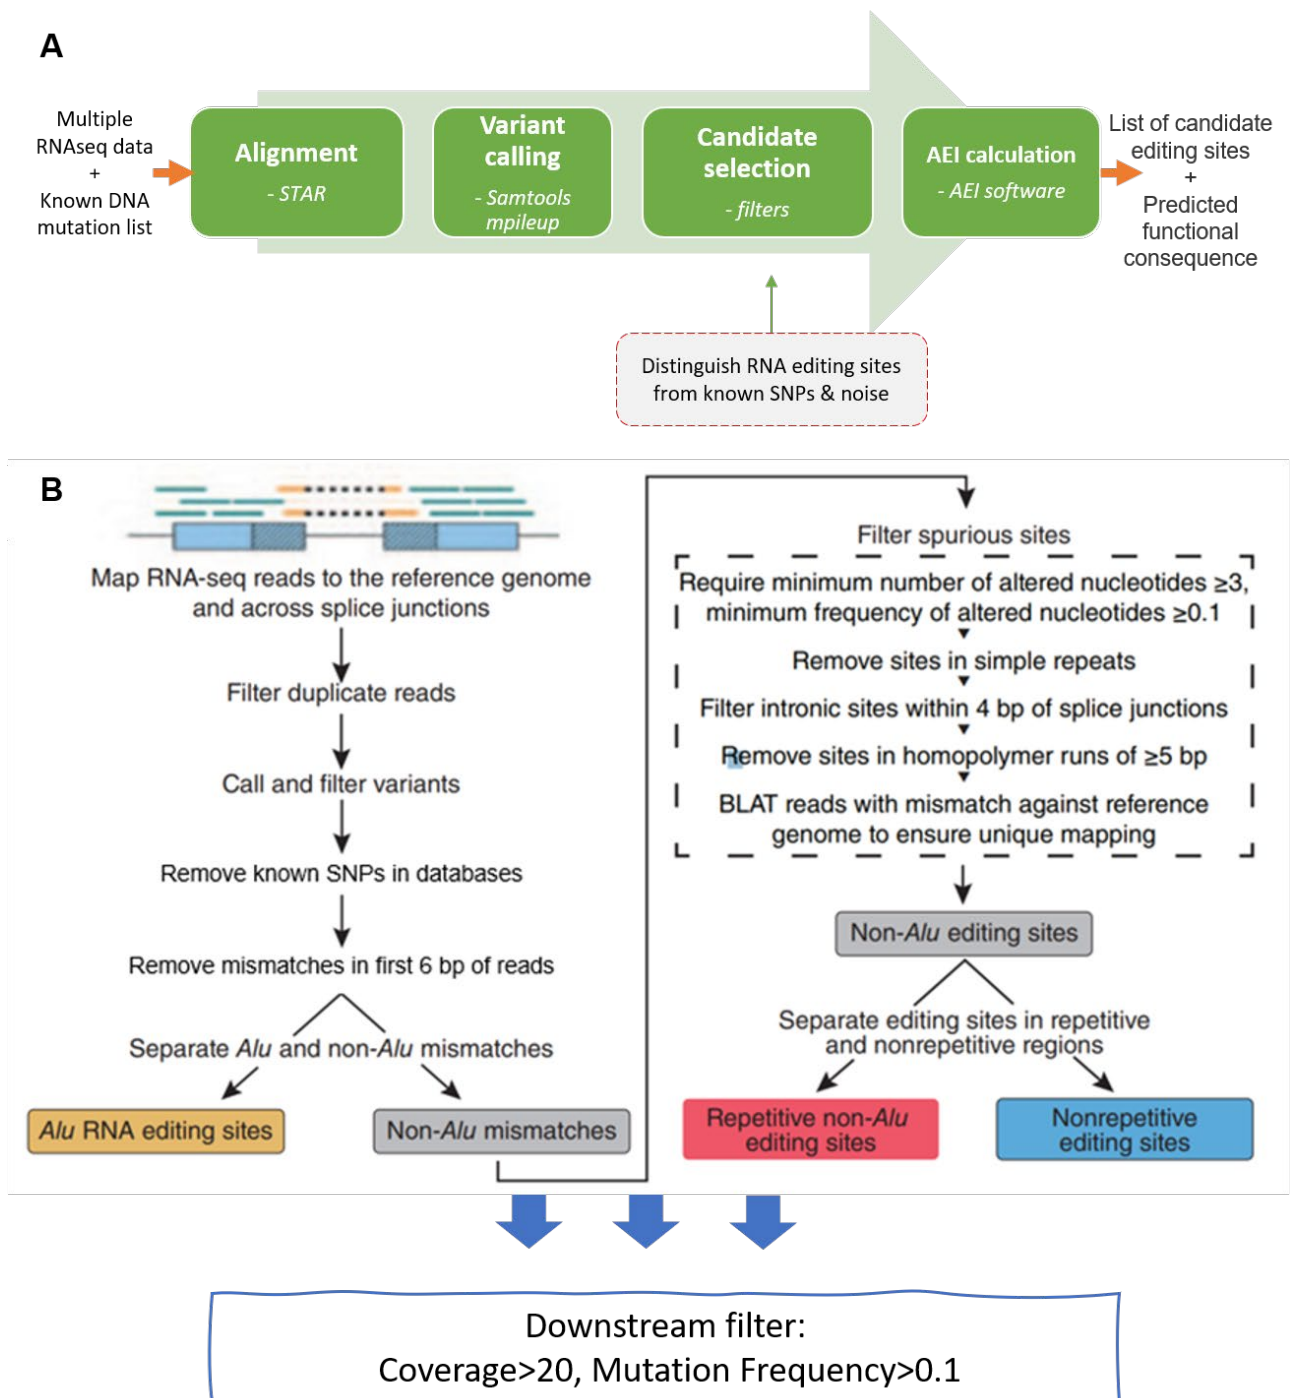 A
Multiple
RNAseq data
+
Known DNA
mutation list
Alignment
- STAR
Variant
calling
- Samtools
mpileup
Candidate
selection
- filters
AEI calculation
- AEI software
List of candidate
editing sites
+
Predicted
functional
consequence
Distinguish RNA editing sites
from known SNPs & noise
B
Map RNA-seq reads to the reference genome
and across splice junctions
Filter duplicate reads
Call and filter variants
Remove known SNPs in databases
Remove mismatches in first 6 bp of reads
Separate Alu and non-Alu mismatches
Alu RNA editing sites
Non-Alu mismatches
Filter spurious sites
Require minimum number of altered nucleotides ≥3,
minimum frequency of altered nucleotides ≥0.1
Remove sites in simple repeats
Filter intronic sites within 4 bp of splice junctions
Remove sites in homopolymer runs of ≥5 bp
BLAT reads with mismatch against reference
genome to ensure unique mapping
Non-Alu editing sites
Separate editing sites in repetitive
and nonrepetitive regions
Repetitive non-Alu
editing sites
Nonrepetitive
editing sites
Downstream filter:
Coverage>20, Mutation Frequency>0.1